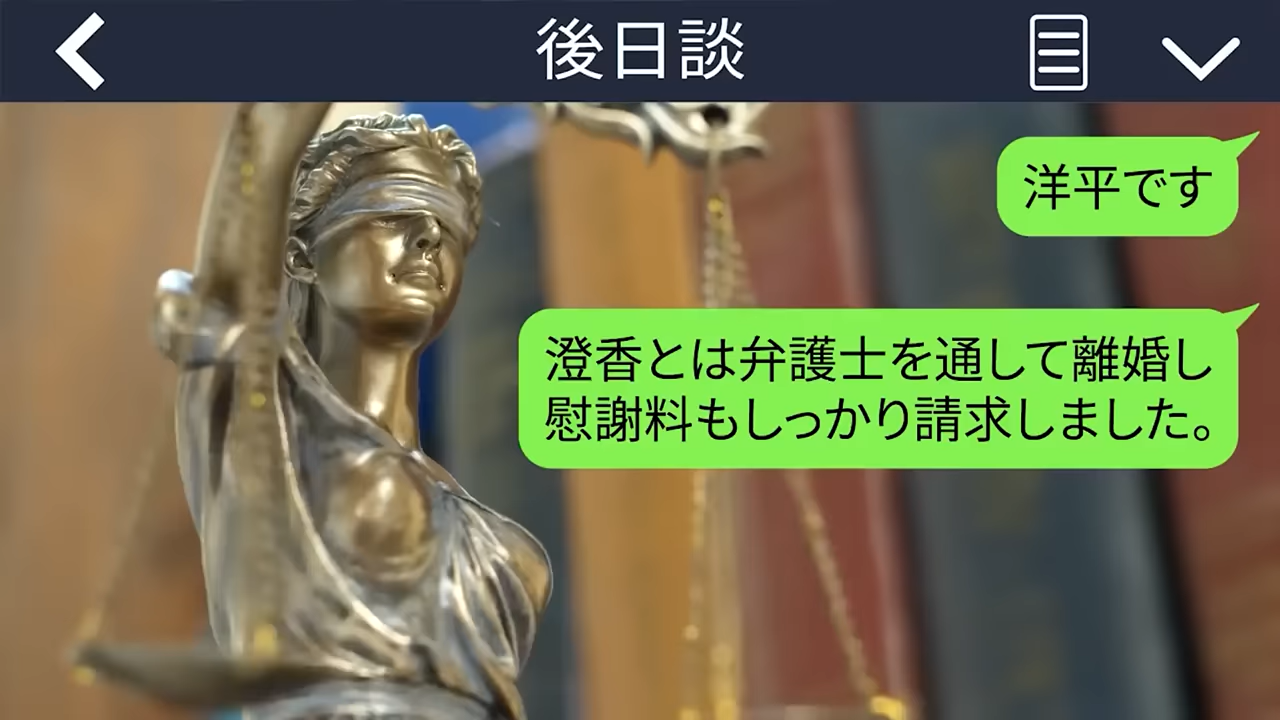 後日談
洋平です
澄香とは弁護士を通して離婚し
慰謝料もしっかり請求しました。